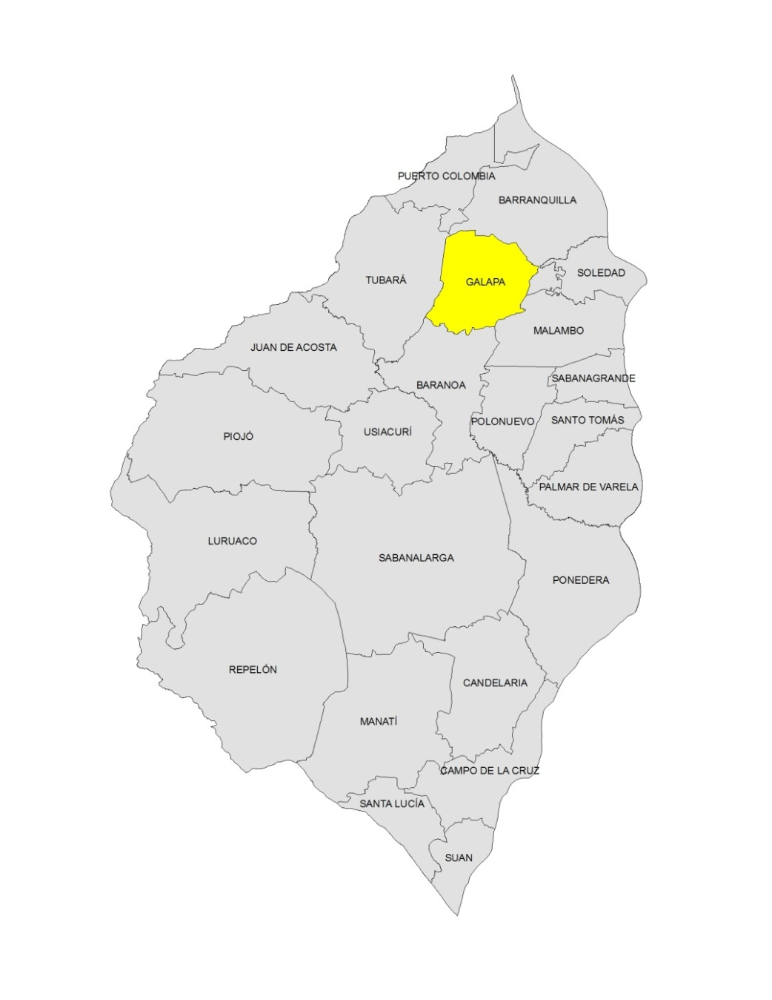 PUERTO COLOMBIA
BARRANQUILLA
SOLEDAD
TUBARÁ
GALAPA
MALAMBO
JUAN DE ACOSTA
SABANAGRANDE
BARANOA
SANTO TOMÁS
POLONUEVO
USIACURÍ
PIOJÓ
PALMAR DE VARELA
LURUACO
SABANALARGA
PONEDERA
REPELÓN
CANDELARIA
MANATÍ
CAMPO DE LA CRUZ
SANTA LUCÍA
SUAN